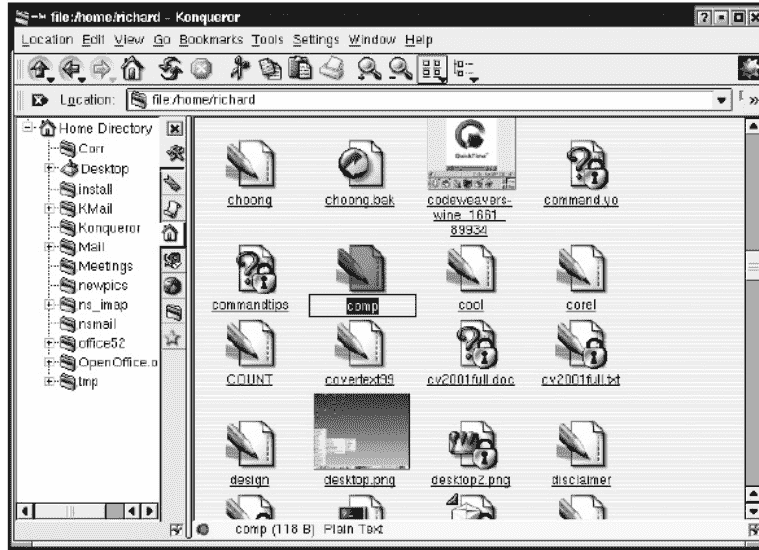 file:/home/richard - Konqueror
Location Edit View Go Bookmarks Tools Settings Window Help
Location: file:/home/richard
Home Directory
Corr
Desktop
install
KMail
Konqueror
Mail
Meetings
newpics
ns_imap
nsmail
office52
OpenOffice.o
tmp
QuickTime
choong choong.bak codeweavers-wine_1661_89934 command.yo
commandtips comp cool corel
COUNT covertext99 cv2001full.doc cv2001full.txt
design desktop.png desktop2.png disclaimer
comp (118 B) Plain Text